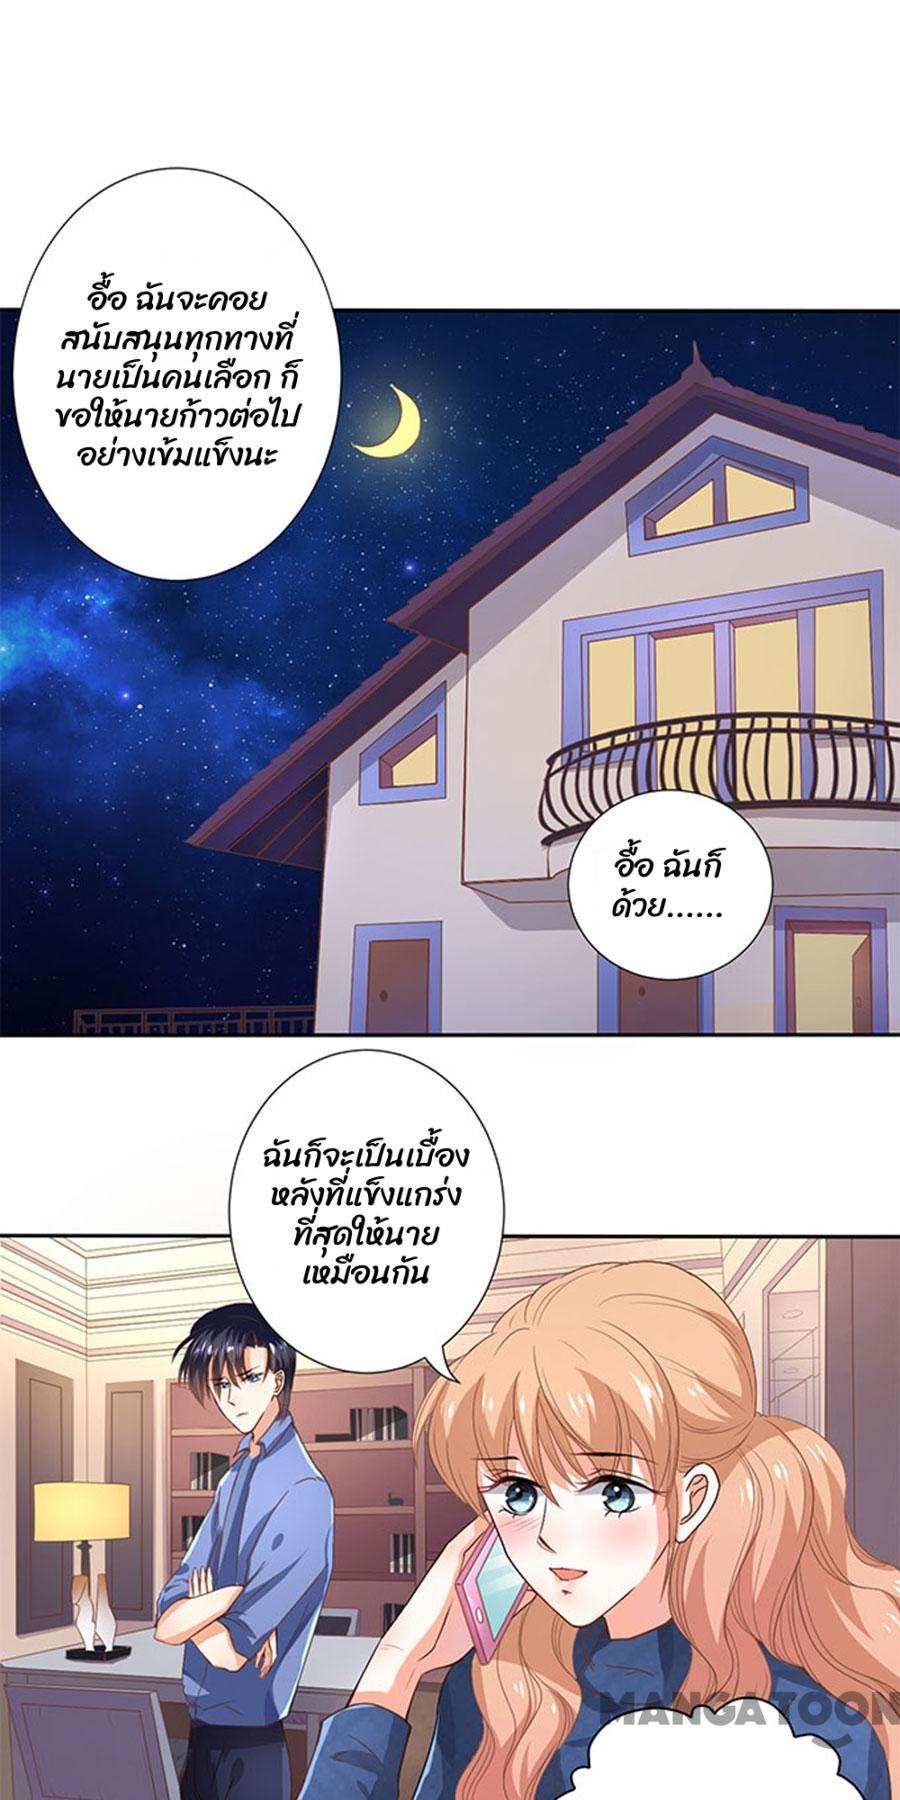 อื้อ ฉันจะคอย
สนับสนุนทุกทางที่
นายเป็นคนเลือก ก็
ขอให้นายก้าวต่อไป
อย่างเข้มแข็งนะ
อื้อ ฉันก็
ด้วย......
ฉันก็จะเป็นเบื้อง
หลังที่แข็งแกร่ง
ที่สุดให้นาย
เหมือนกัน
MANGATOON